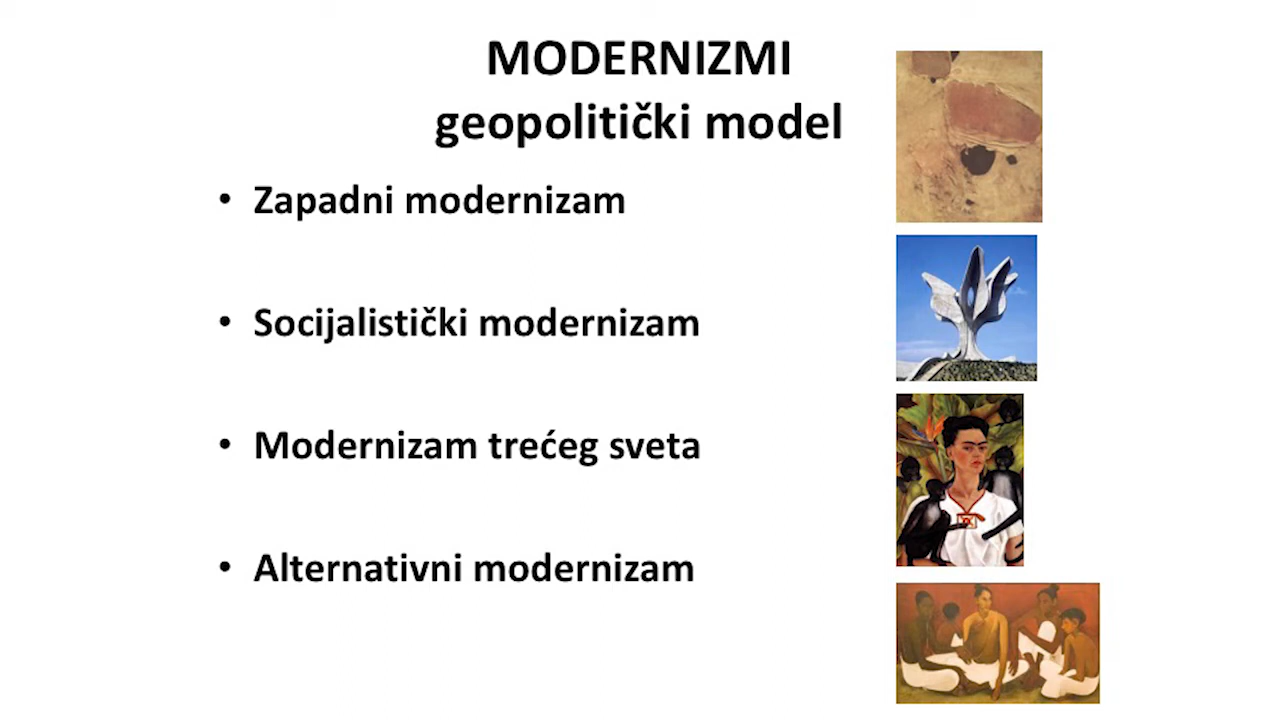 MODERNIZMI
geopolitički model
• Zapadni modernizam
• Socijalistički modernizam
• Modernizam trećeg sveta
• Alternativni modernizam